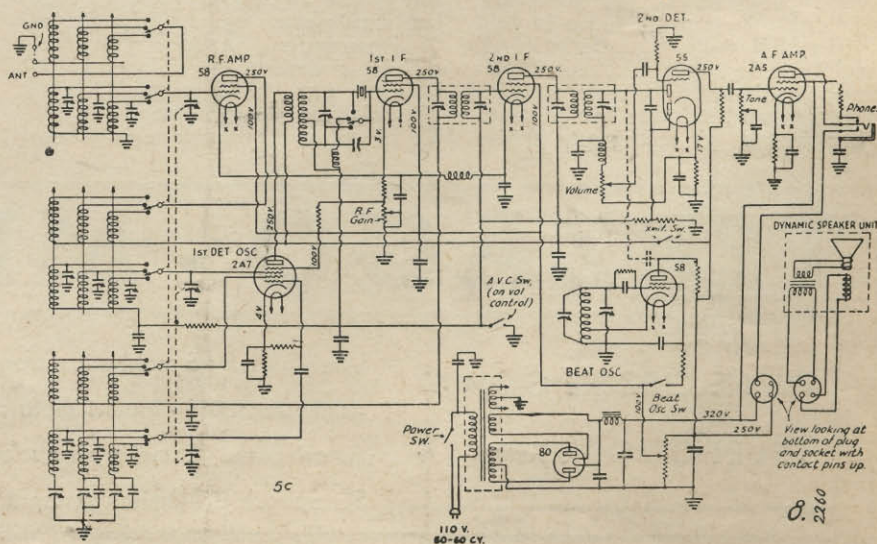 GND
ANT
R.F. AMP
58
250V
100V
1ST I F
58
250V
100V
3V.
2ND I F
58
250V.
100V
2ND DET.
55
250V
17V
A F AMP.
2A5
Tone
Phones
Volume
R.F
Gain
250V.
100V
1ST DET OSC
2A7
4V
A.V.C. Sw,
(on vol
control)
xmit. Sw.
58
BEAT OSC
Beat
Osc Sw
100V
320V.
250V.
DYNAMIC SPEAKER UNIT
View looking at
bottom of plug
and socket with
contact pins up.
Power
SW.
80
110 V.
50-60 CY.
5C
8.
2260